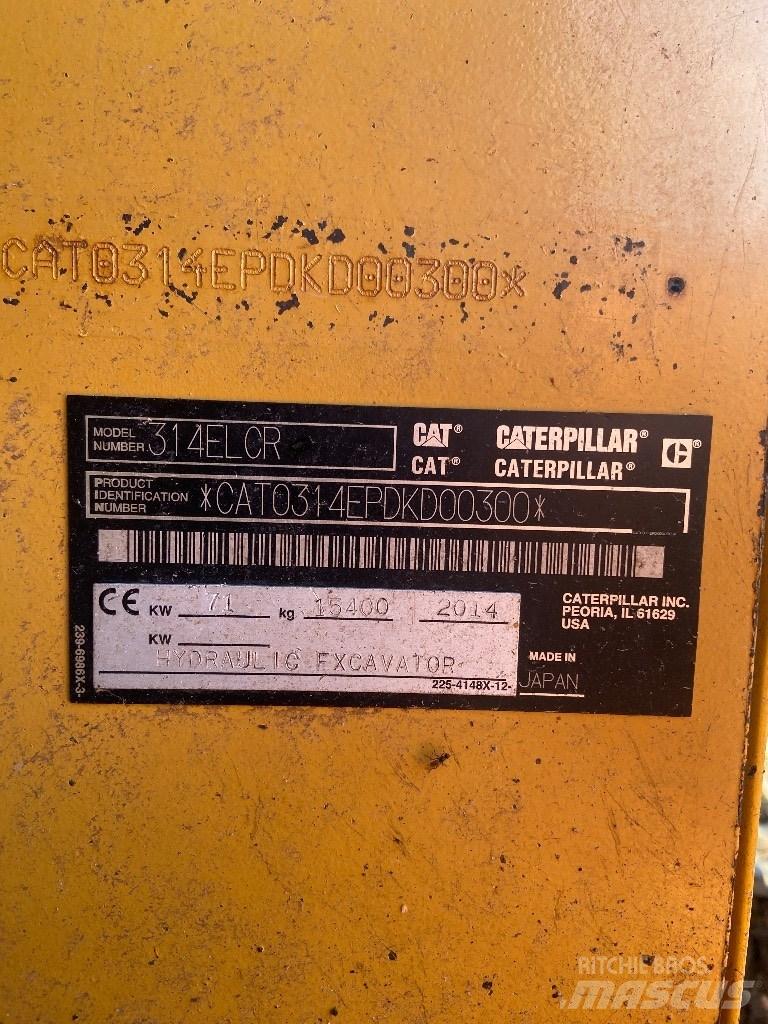 CAT0314EPDKD00300*
MODEL NUMBER 314ELCR
CAT® CATERPILLAR® C®
CAT® CATERPILLAR®
PRODUCT IDENTIFICATION NUMBER *CAT0314EPDKD00300*
CE KW 71 kg 15400 2014
KW
HYDRAULIC EXCAVATOR
225-4148X-12-
239-6986X-3-
CATERPILLAR INC.
PEORIA, IL 61629
USA
MADE IN
JAPAN
RITCHIE BROS.
MASCUS